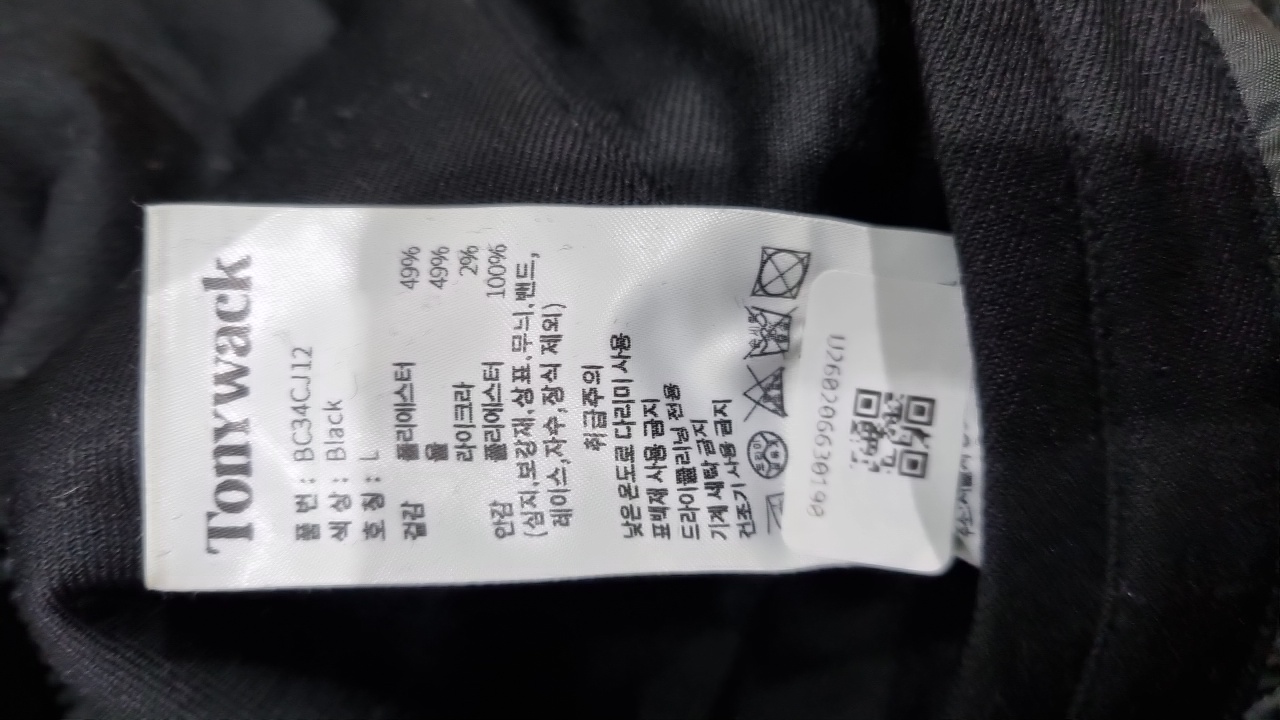 Tonywack
품 번 : BC34CJ12
색 상 : Black
호 칭 : L
겉감 폴리에스터 49%
울 49%
라이크라 2%
안감 폴리에스터 100%
(심지,보강재,상표,무늬,밴드,
레이스,자수,장식 제외)
취급주의
낮은 온도로 다리미 사용
표백제 사용 금지
드라이클리닝 전용
기계 세탁 금지
건조기 사용 금지